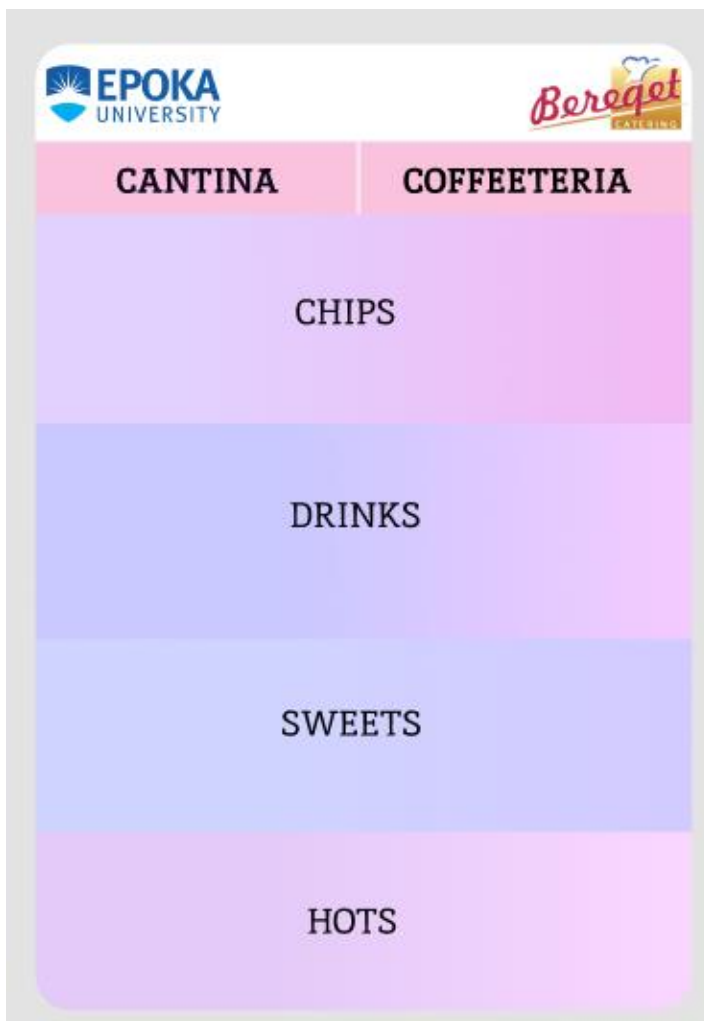 EPOKA
UNIVERSITY
Bereqet
CATERING
CANTINA
COFFEETERIA
CHIPS
DRINKS
SWEETS
HOTS